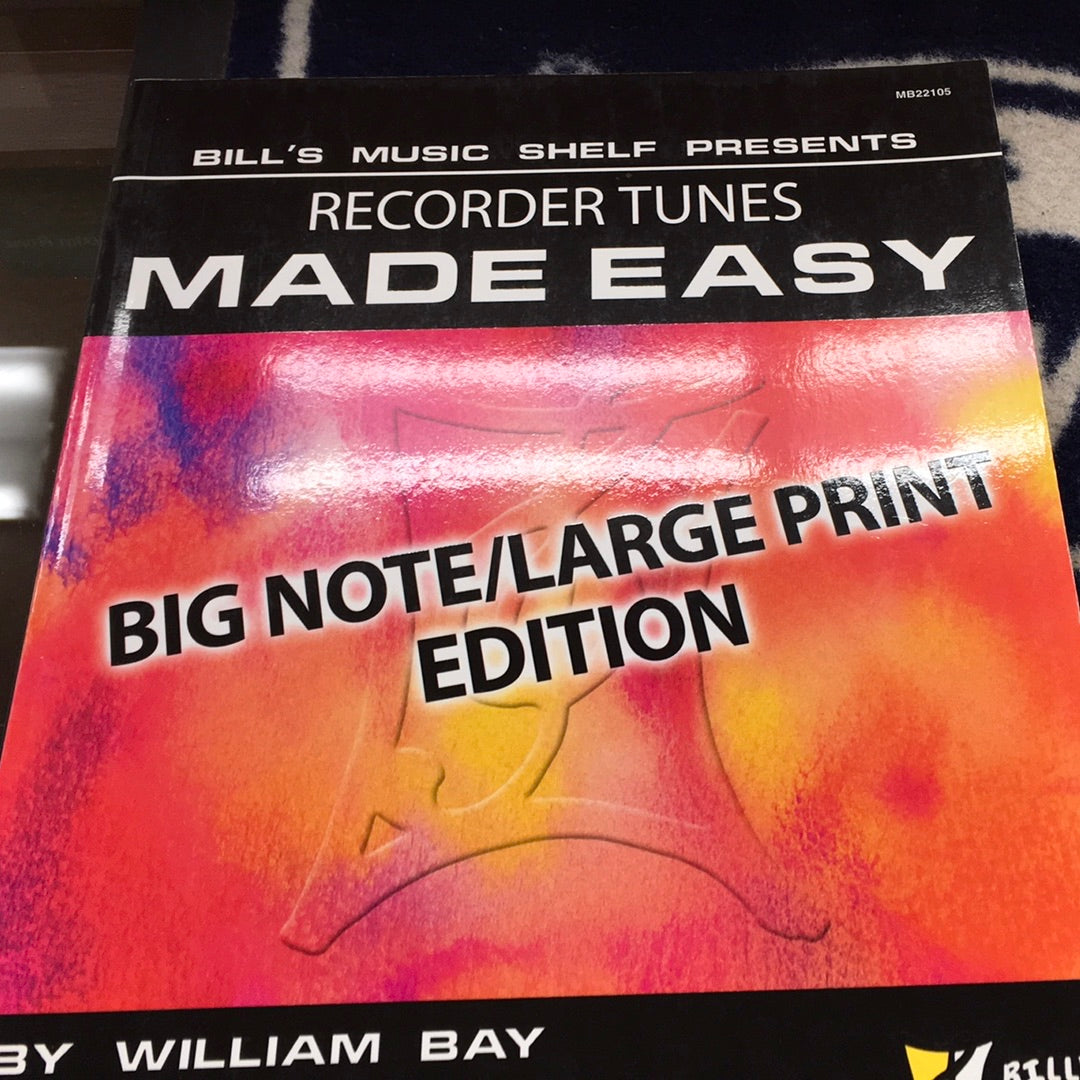 MB22105
BILL'S MUSIC SHELF PRESENTS
RECORDER TUNES
MADE EASY
BIG NOTE/LARGE PRINT
EDITION
BY WILLIAM BAY